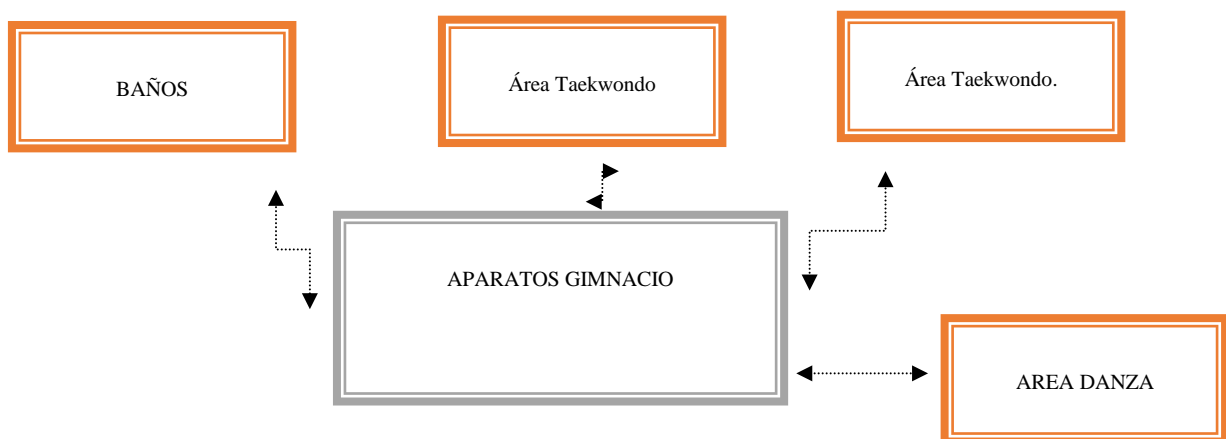 BAÑOS
Área Taekwondo
Área Taekwondo.
APARATOS GIMNACIO
AREA DANZA